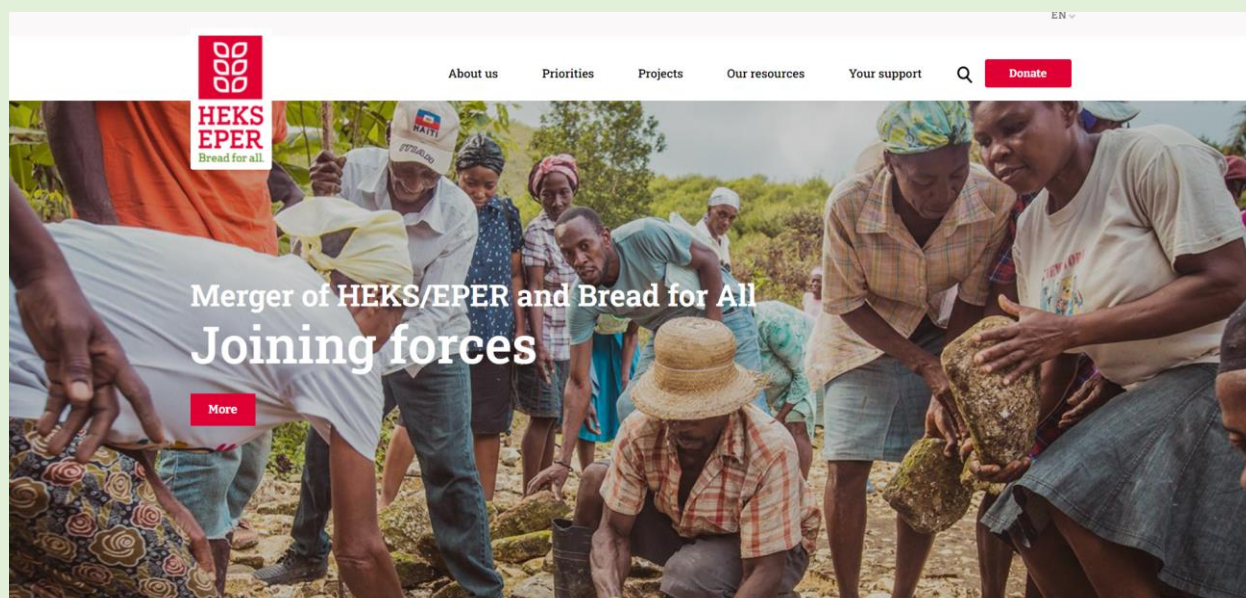 EN
About us
Priorities
Projects
Our resources
Your support
Donate
HEKS
EPER
Bread for all.
HAITI
Merger of HEKS/EPER and Bread for All
Joining forces
More